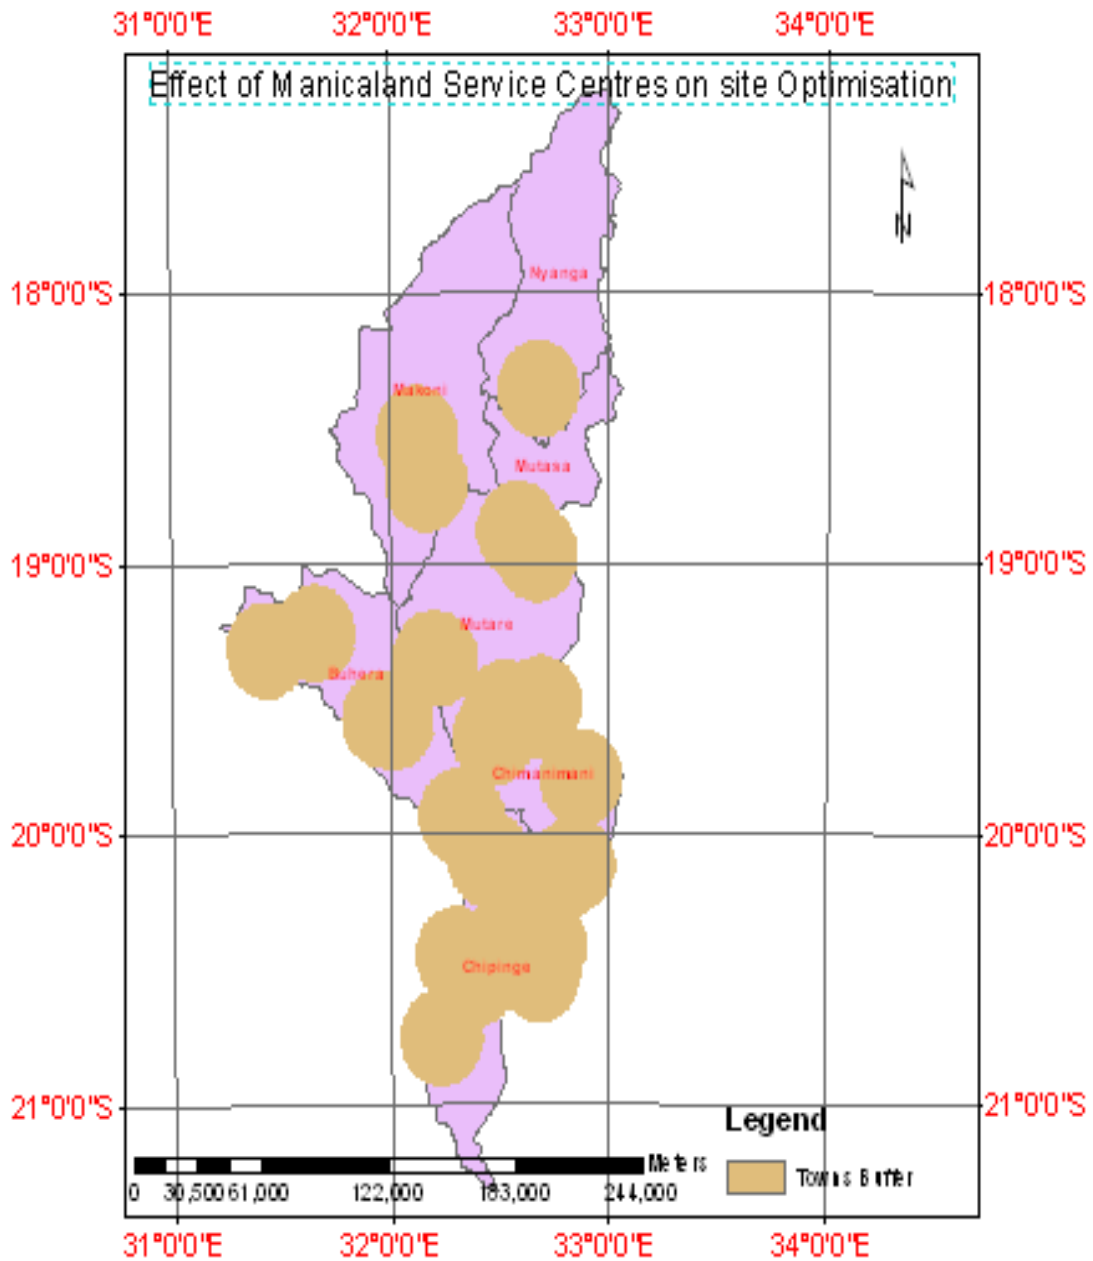 31°0'0"E 32°0'0"E 33°0'0"E 34°0'0"E
Effect of Manicaland Service Centres on site Optimisation
N
Nyanga
18°0'0"S 18°0'0"S
Makoni
Mutasa
19°0'0"S 19°0'0"S
Mutare
Buhera
Chimanimani
20°0'0"S 20°0'0"S
Chipinge
21°0'0"S 21°0'0"S
Legend
Meters
Towns Buffer
0 30,500 61,000 122,000 183,000 244,000
31°0'0"E 32°0'0"E 33°0'0"E 34°0'0"E